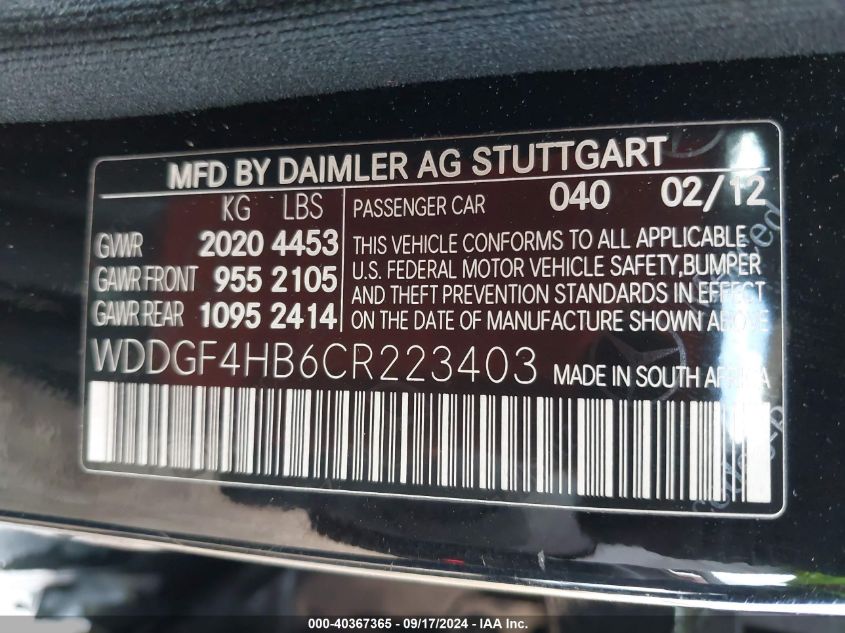 MFD BY DAIMLER AG STUTTGART
KG LBS
GVWR 2020 4453
GAWR FRONT 955 2105
GAWR REAR 1095 2414
PASSENGER CAR 040 02/12
THIS VEHICLE CONFORMS TO ALL APPLICABLE
U.S. FEDERAL MOTOR VEHICLE SAFETY,BUMPER
AND THEFT PREVENTION STANDARDS IN EFFECT
ON THE DATE OF MANUFACTURE SHOWN ABOVE
WDDGF4HB6CR223403 MADE IN SOUTH AFRICA
000-40367365 - 09/17/2024 - IAA Inc.